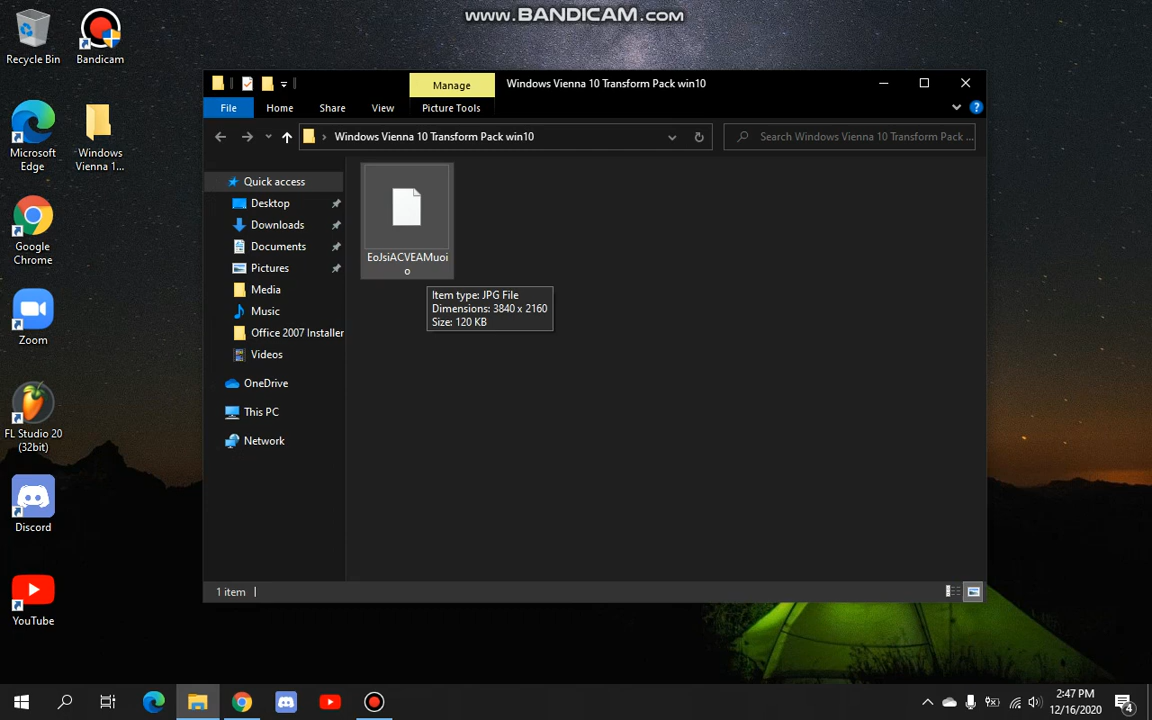 www.BANDICAM.com
Recycle Bin
Bandicam
Microsoft
Edge
Windows
Vienna 1...
Google
Chrome
Zoom
FL Studio 20
(32bit)
Discord
YouTube
Manage
Windows Vienna 10 Transform Pack win10
File
Home
Share
View
Picture Tools
Windows Vienna 10 Transform Pack win10
Search Windows Vienna 10 Transform Pack ...
Quick access
Desktop
Downloads
Documents
Pictures
Media
Music
Office 2007 Installer
Videos
OneDrive
This PC
Network
EoJsiACVEAMuoi
o
Item type: JPG File
Dimensions: 3840 x 2160
Size: 120 KB
1 item
2:47 PM
12/16/2020
4